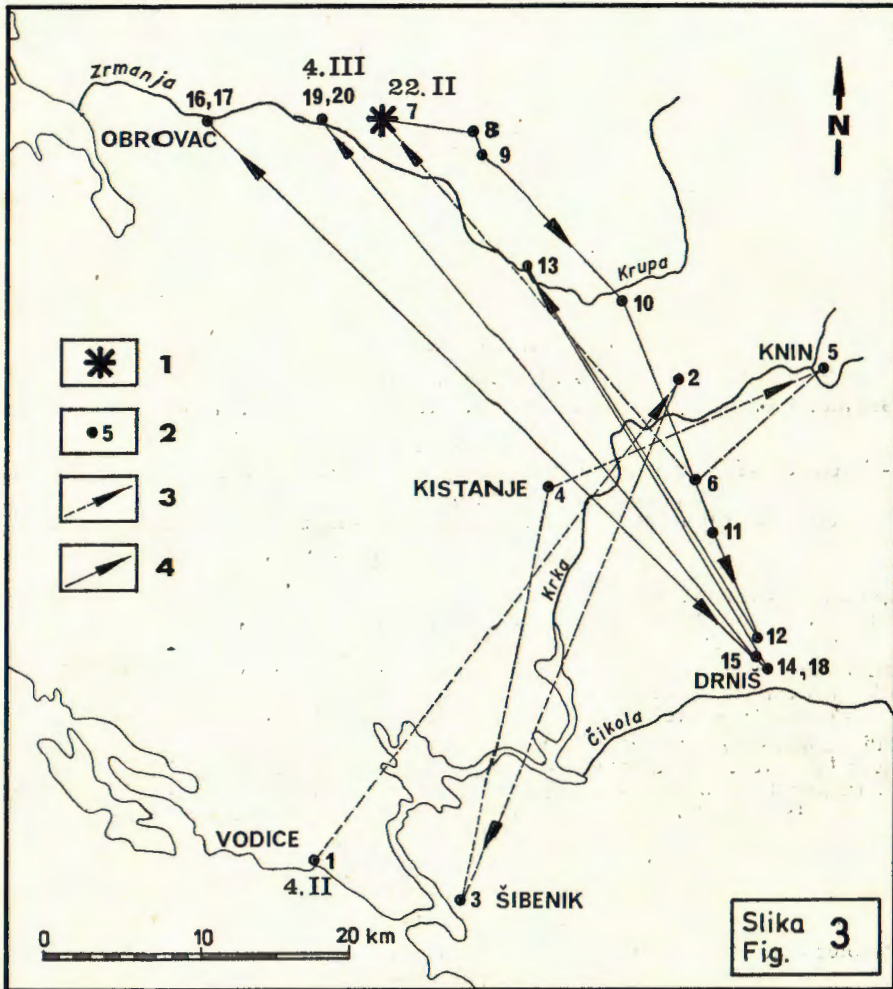 Zrmanja
4. III
22. II
16,17
19,20
7
8
9
N
OBROVAC
13
Krupa
10
KNIN
5
2
1
5
2
3
4
KISTANJE
4
6
11
Krka
12
15
14, 18
DRNIŠ
Čikola
VODICE
1
4. II
3
ŠIBENIK
0
10
20 km
Slika
Fig.
3